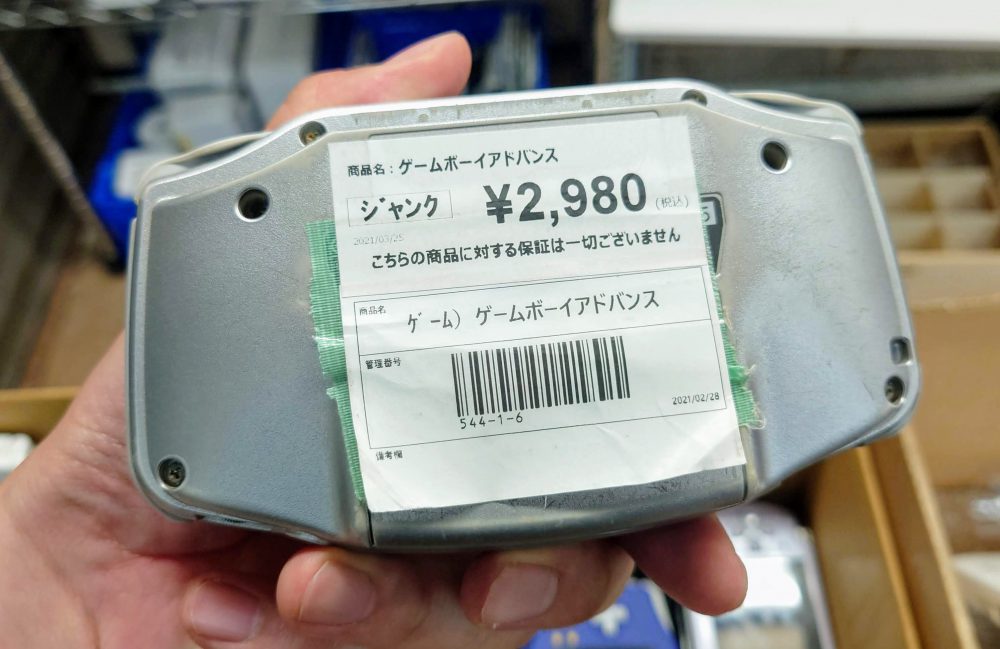 商品名：ゲームボーイアドバンス
ジャンク ¥2,980 (税込)
2021/03/25
こちらの商品に対する保証は一切ございません
商品名
ゲーム） ゲームボーイアドバンス
管理番号
544-1-6
2021/02/28
備考欄